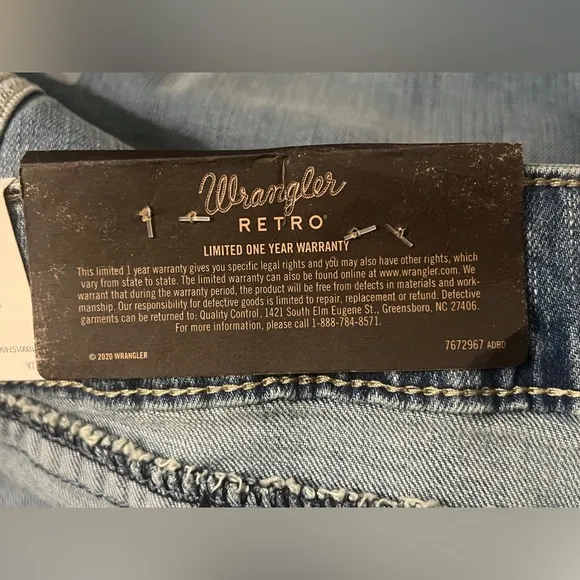 Wrangler
RETRO®
LIMITED ONE YEAR WARRANTY
This limited 1 year warranty gives you specific legal rights and you may also have other rights, which
vary from state to state. The limited warranty can also be found online at www.wrangler.com. We
warrant that during the warranty period, the product will be free from defects in materials and work-
manship. Our responsibility for defective goods is limited to repair, replacement or refund. Defective
garments can be returned to: Quality Control, 1421 South Elm Eugene St., Greensboro, NC 27406.
For more information, please call 1-888-784-8571.
© 2020 WRANGLER
7672967 ADBD